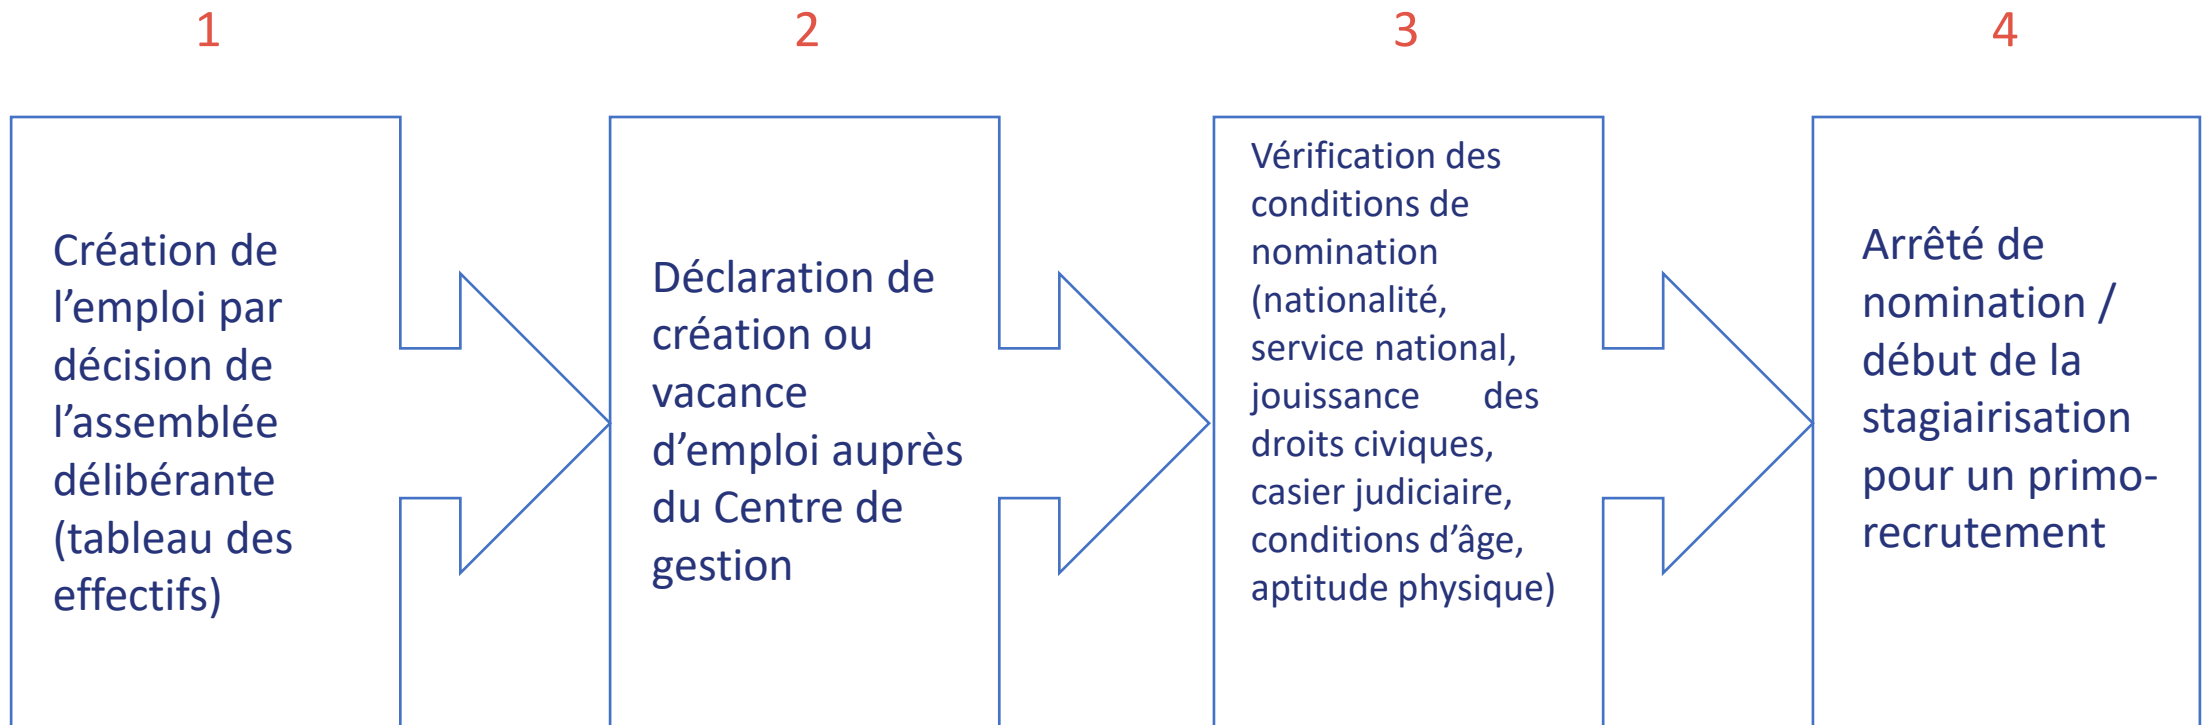 1
2
3
4
Création de
l’emploi par
décision de
l’assemblée
délibérante
(tableau des
effectifs)
Déclaration de
création ou
vacance
d’emploi auprès
du Centre de
gestion
Vérification des
conditions de
nomination
(nationalité,
service national,
jouissance des
droits civiques,
casier judiciaire,
conditions d’âge,
aptitude physique)
Arrêté de
nomination /
début de la
stagiairisation
pour un primo-
recrutement